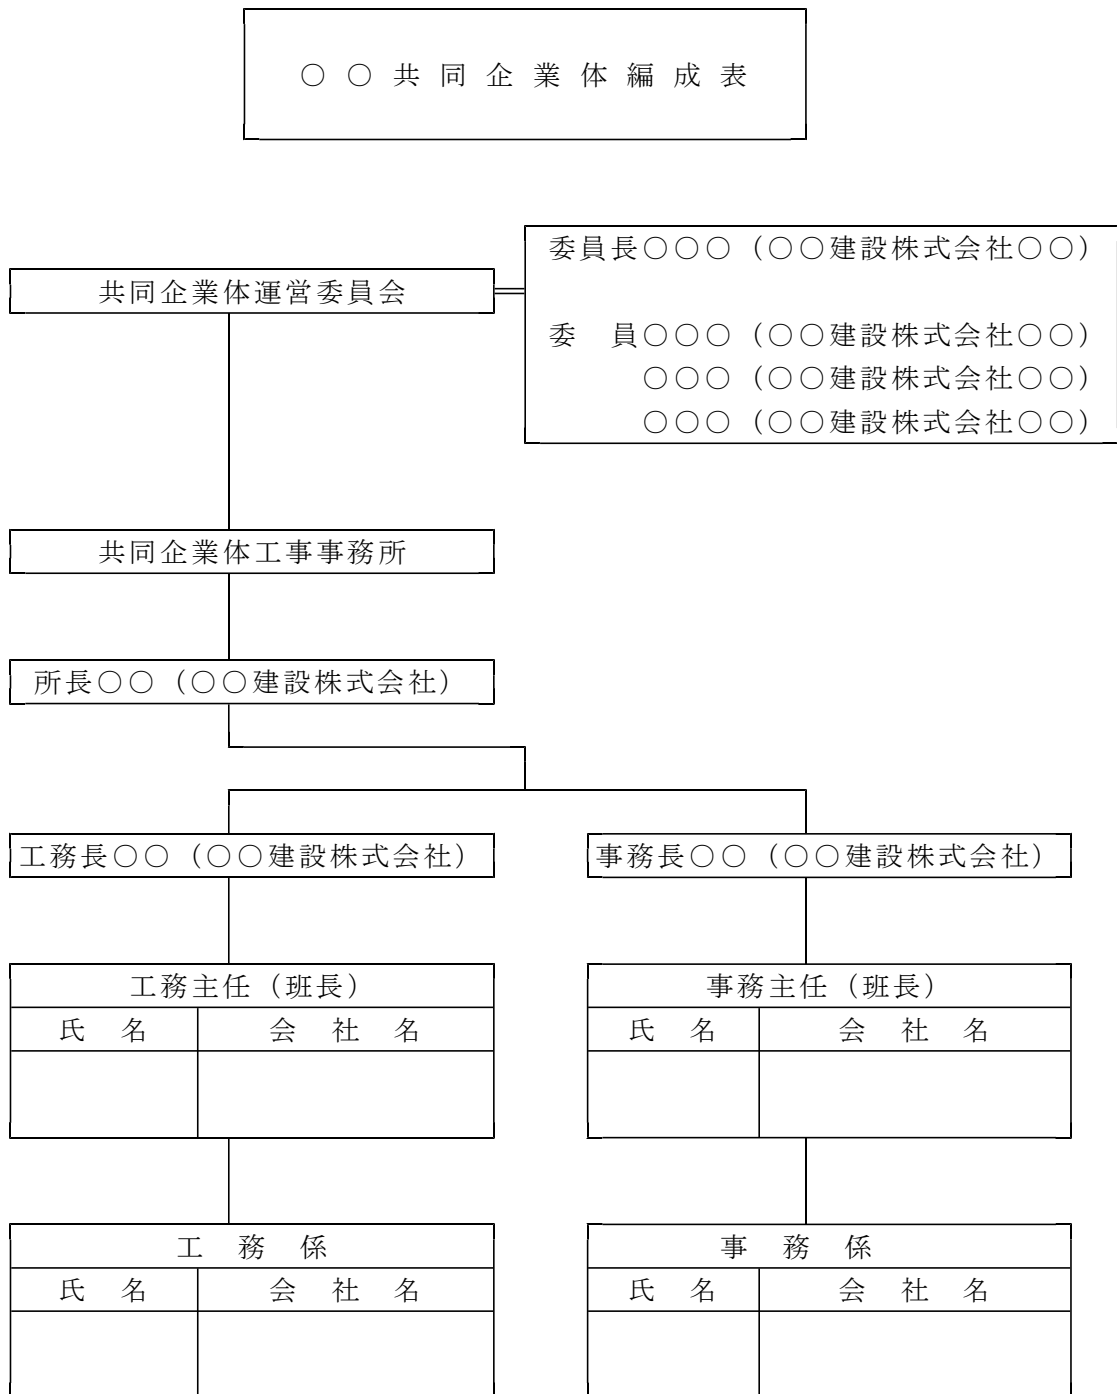 ○○共同企業体編成表
委員長○○○（○○建設株式会社○○）
共同企業体運営委員会
委　員○○○（○○建設株式会社○○）
○○○（○○建設株式会社○○）
○○○（○○建設株式会社○○）
共同企業体工事事務所
所長○○（○○建設株式会社）
工務長○○（○○建設株式会社）
事務長○○（○○建設株式会社）
工務主任（班長）
氏　名　会　社　名
事務主任（班長）
氏　名　会　社　名
工　務　係
氏　名　会　社　名
事　務　係
氏　名　会　社　名